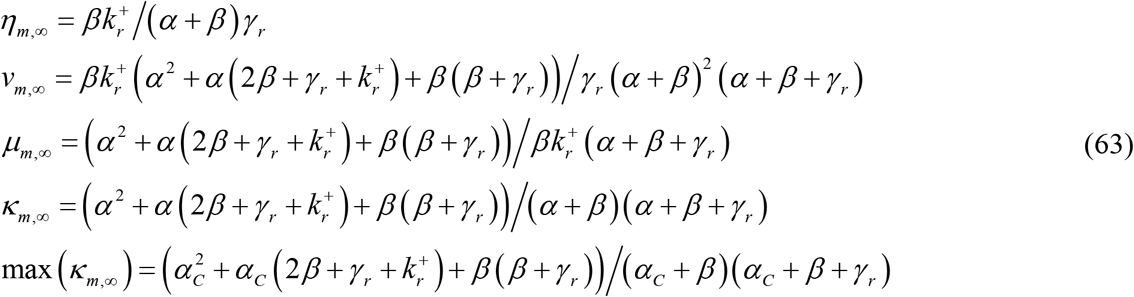 η_{m,∞} = βk_r^+/(α + β)γ_r
v_{m,∞} = βk_r^+(α^2 + α(2β + γ_r + k_r^+) + β(β + γ_r))/γ_r(α + β)^2(α + β + γ_r)
μ_{m,∞} = (α^2 + α(2β + γ_r + k_r^+) + β(β + γ_r))/βk_r^+(α + β + γ_r) (63)
κ_{m,∞} = (α^2 + α(2β + γ_r + k_r^+) + β(β + γ_r))/(α + β)(α + β + γ_r)
max(κ_{m,∞}) = (α_C^2 + α_C(2β + γ_r + k_r^+) + β(β + γ_r))/(α_C + β)(α_C + β + γ_r)